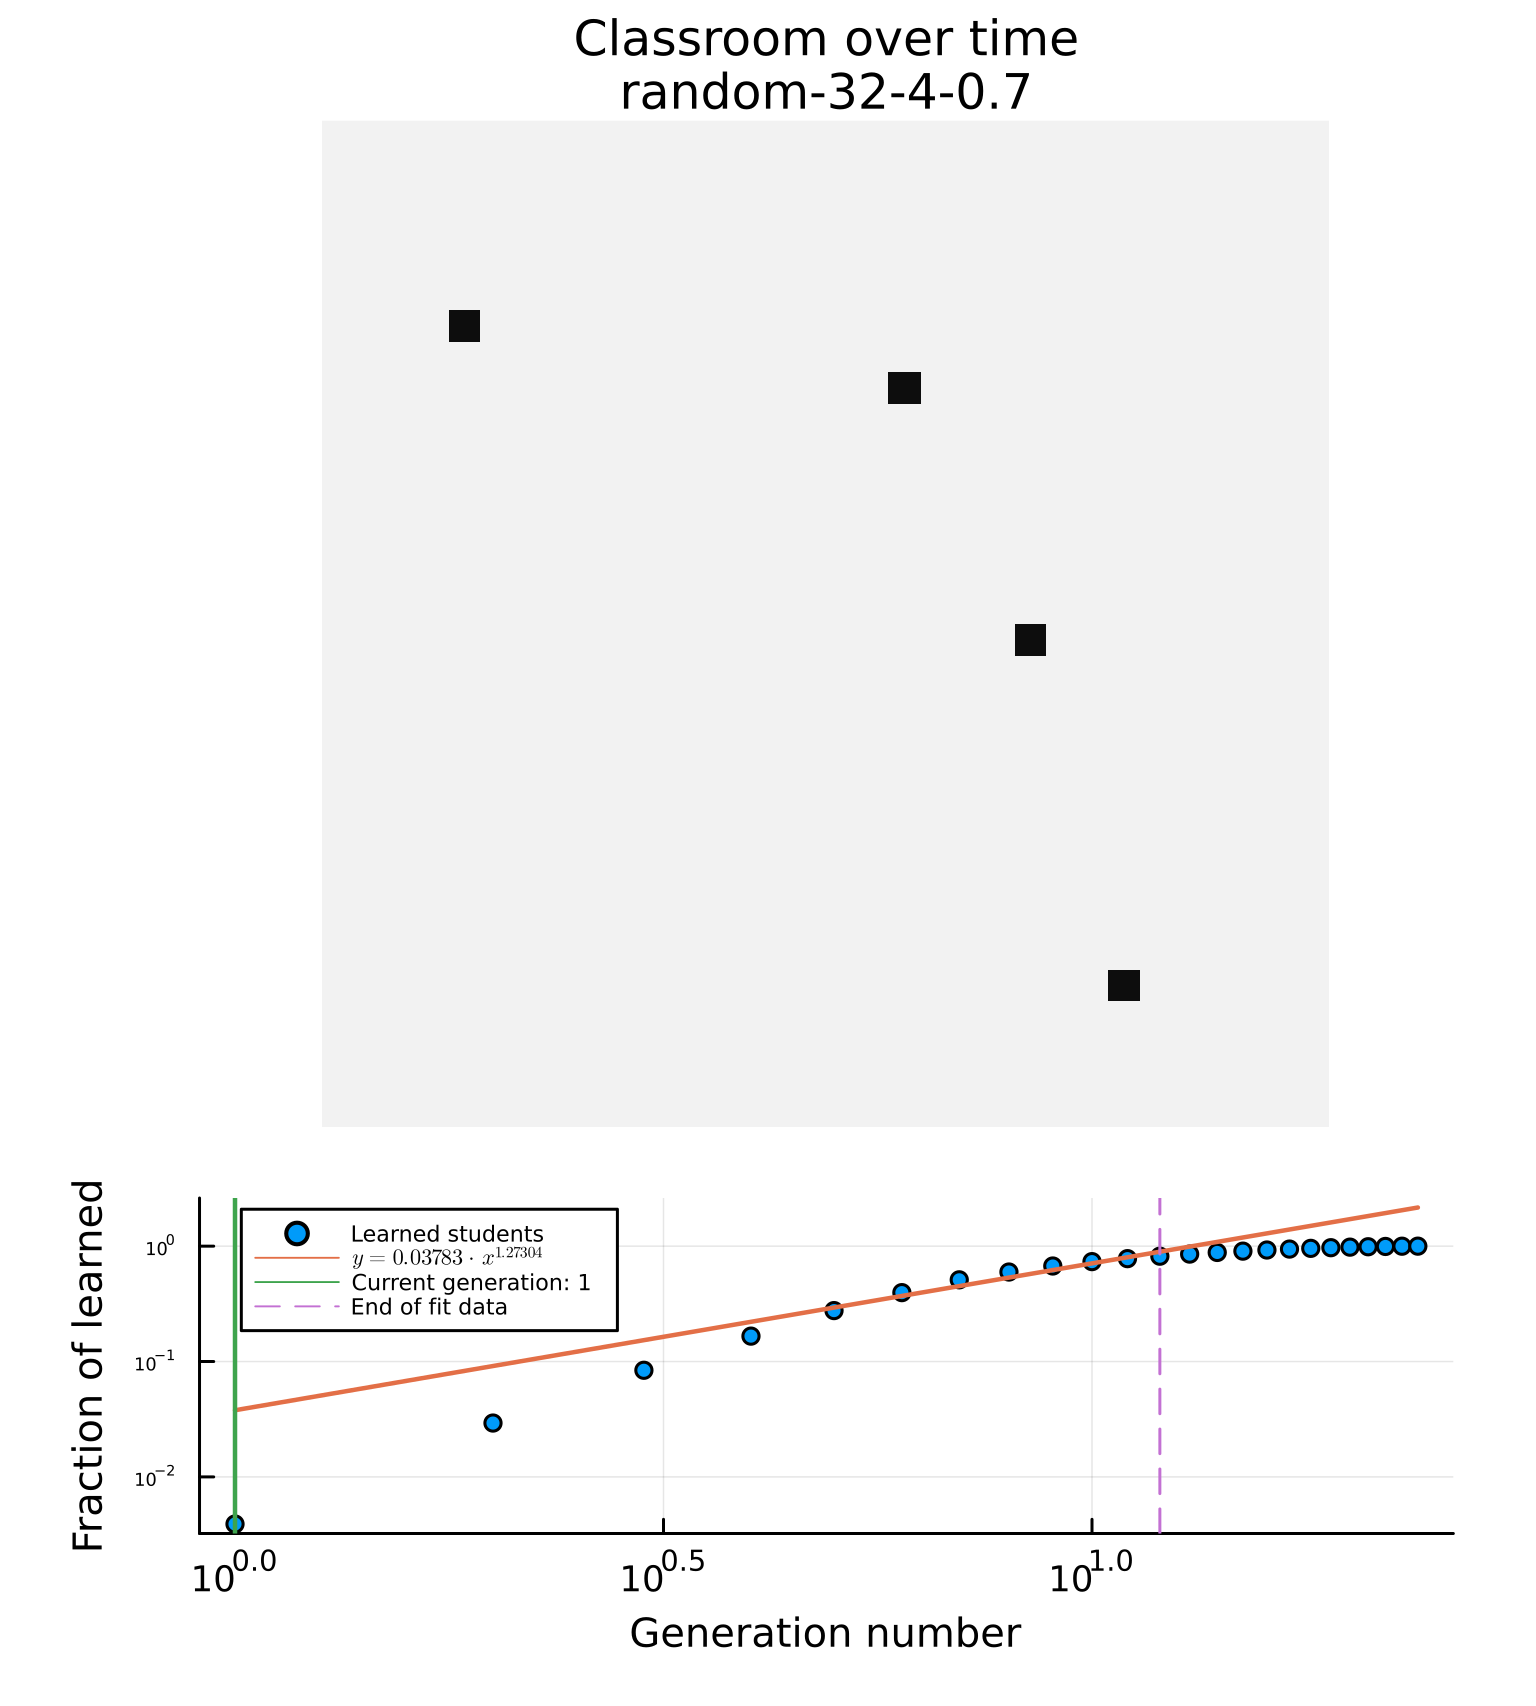 Classroom over time
random-32-4-0.7
Fraction of learned
10⁰
10⁻¹
10⁻²
Learned students
y = 0.03783 · x^1.27304
Current generation: 1
End of fit data
10^0.0
10^0.5
10^1.0
Generation number